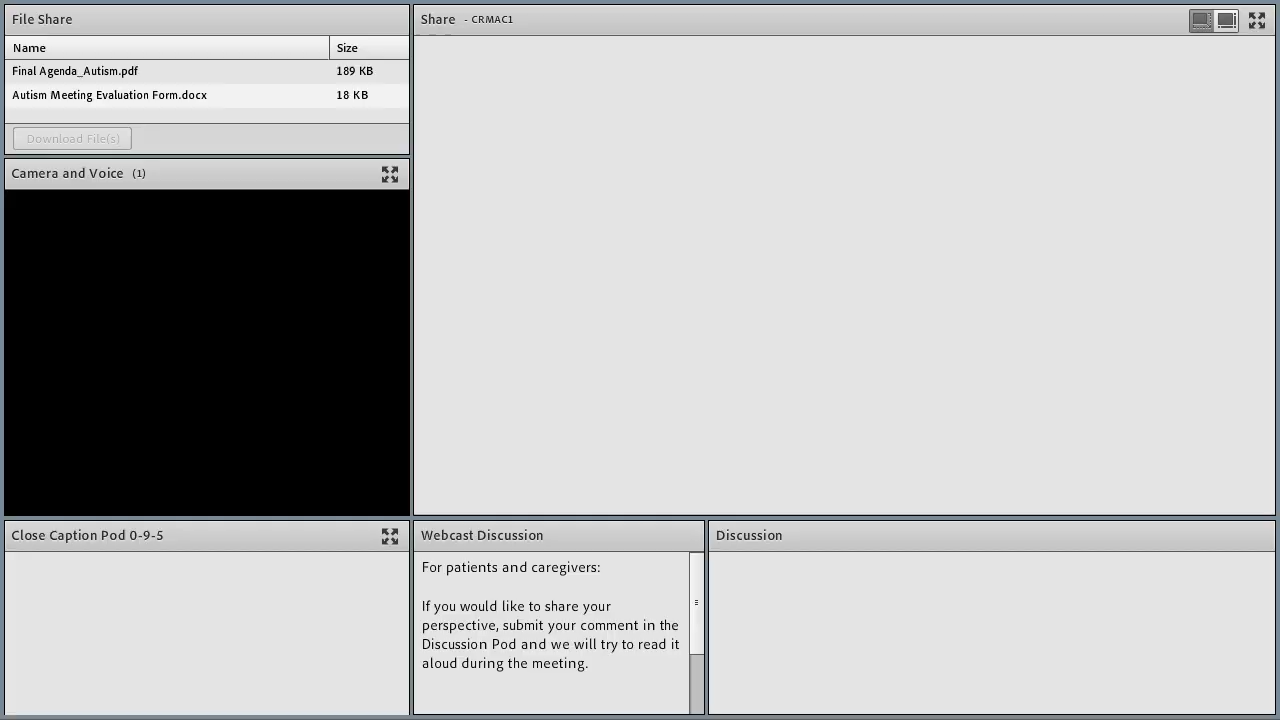 File Share
Name Size
Final Agenda_Autism.pdf 189 KB
Autism Meeting Evaluation Form.docx 18 KB
Download File(s)
Camera and Voice (1)
Share - CRMAC1
Close Caption Pod 0-9-5
Webcast Discussion
For patients and caregivers:
If you would like to share your
perspective, submit your comment in the
Discussion Pod and we will try to read it
aloud during the meeting.
Discussion